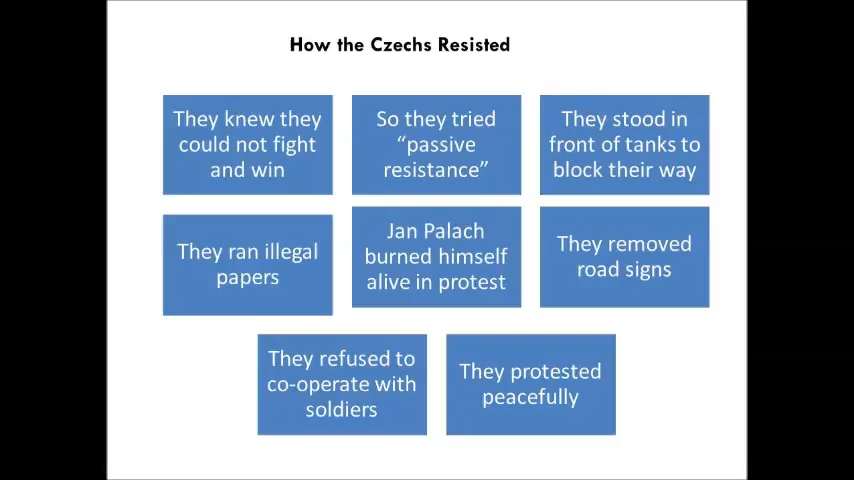 How the Czechs Resisted
They knew they
could not fight
and win
So they tried
“passive
resistance”
They stood in
front of tanks to
block their way
They ran illegal
papers
Jan Palach
burned himself
alive in protest
They removed
road signs
They refused to
co-operate with
soldiers
They protested
peacefully